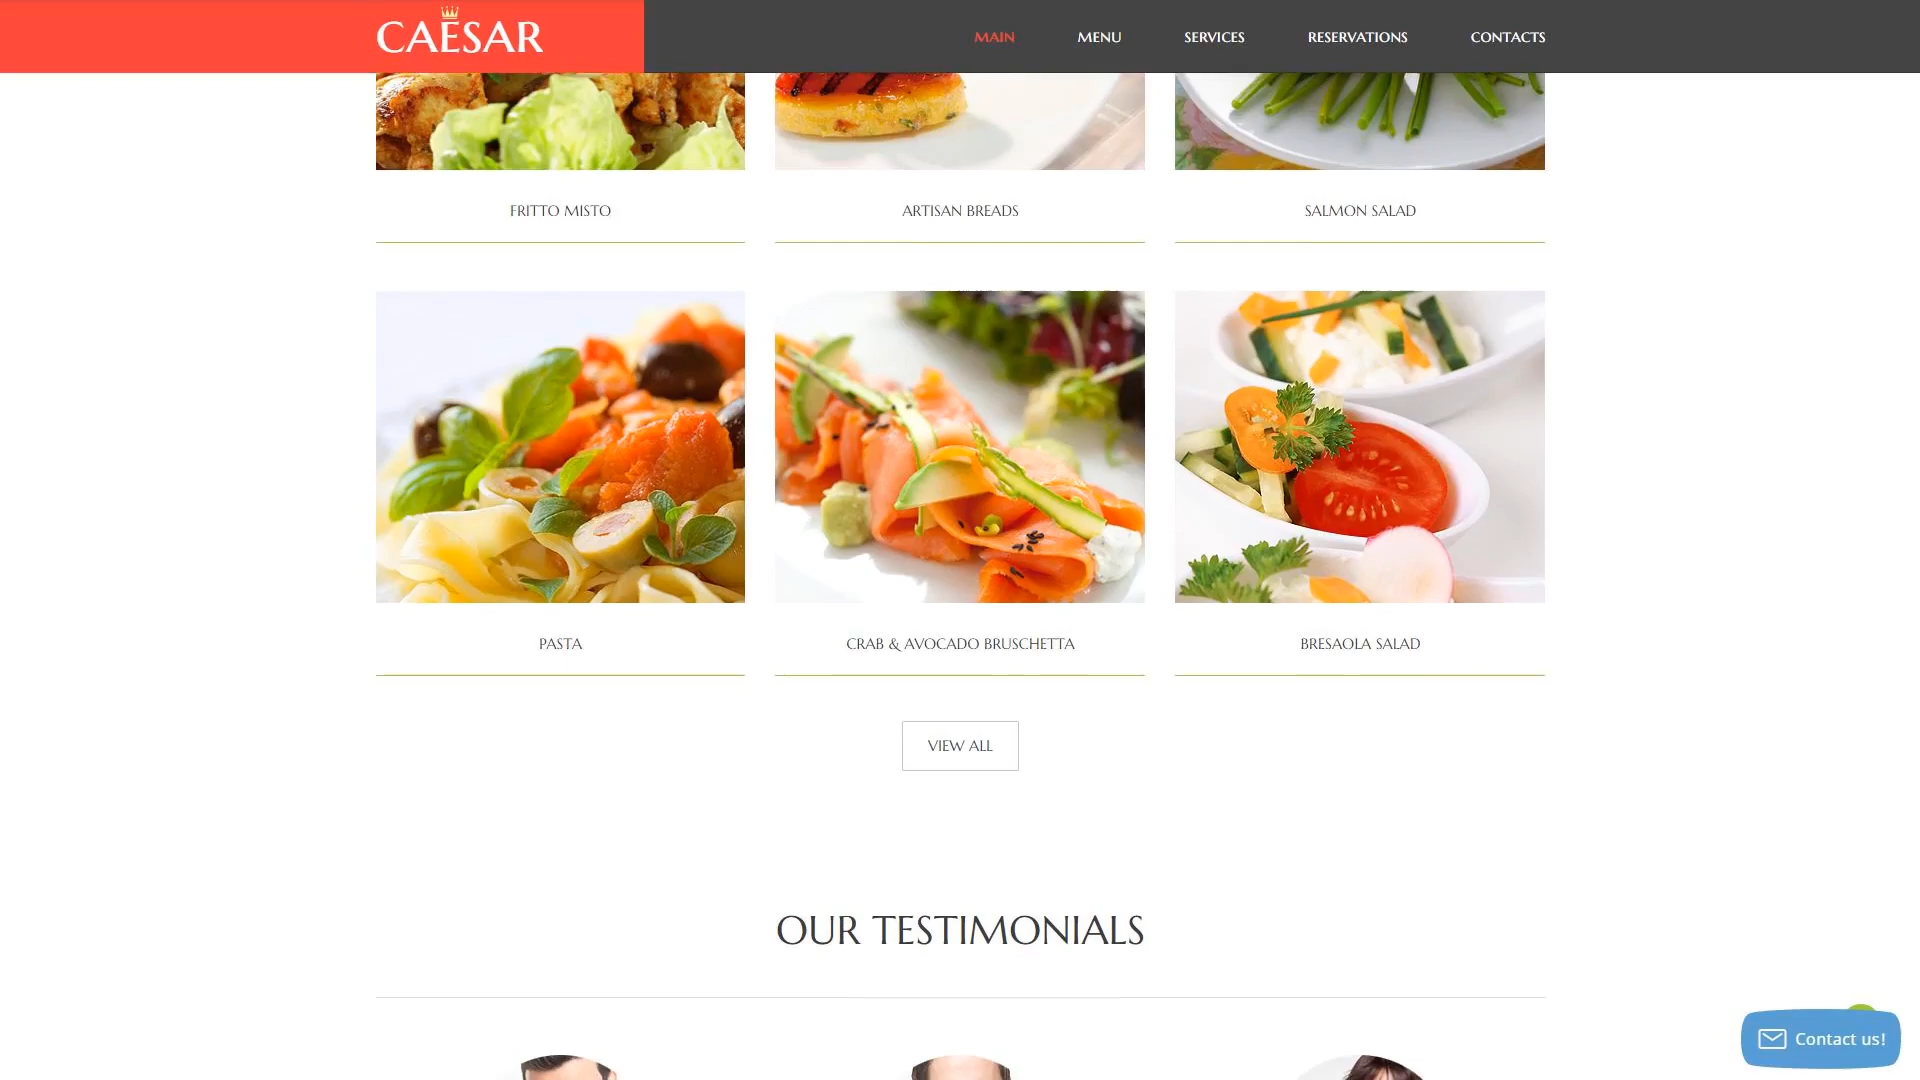 CAESAR
MAIN
MENU
SERVICES
RESERVATIONS
CONTACTS
FRITTO MISTO
ARTISAN BREADS
SALMON SALAD
PASTA
CRAB & AVOCADO BRUSCHETTA
BRESAOLA SALAD
VIEW ALL
OUR TESTIMONIALS
Contact us!